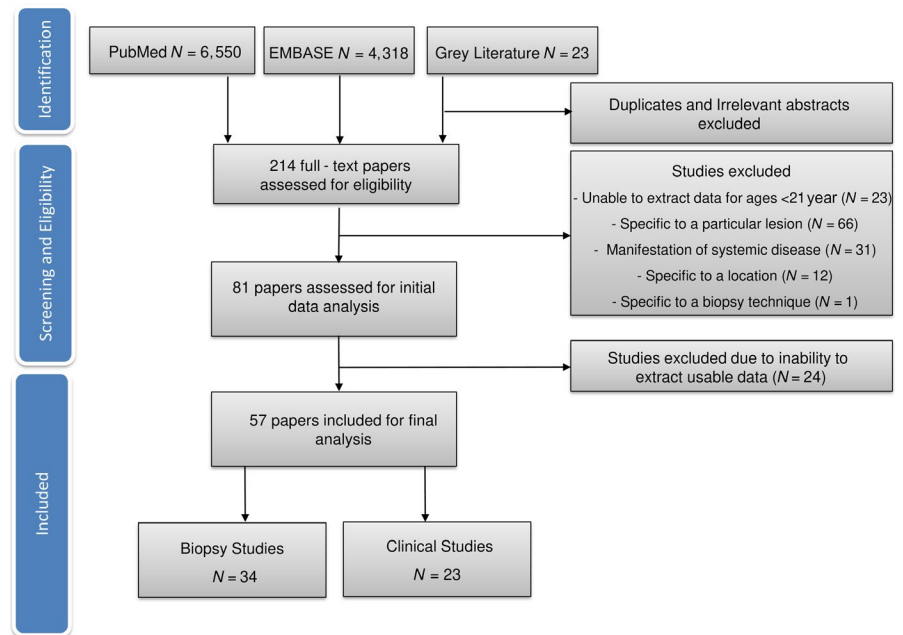 Identification
PubMed N = 6,550
EMBASE N = 4,318
Grey Literature N = 23
Duplicates and Irrelevant abstracts
excluded
Screening and Eligibility
214 full - text papers
assessed for eligibility
Studies excluded
- Unable to extract data for ages <21 year (N = 23)
- Specific to a particular lesion (N = 66)
- Manifestation of systemic disease (N = 31)
- Specific to a location (N = 12)
- Specific to a biopsy technique (N = 1)
81 papers assessed for initial
data analysis
Studies excluded due to inability to
extract usable data (N = 24)
Included
57 papers included for final
analysis
Biopsy Studies
N = 34
Clinical Studies
N = 23